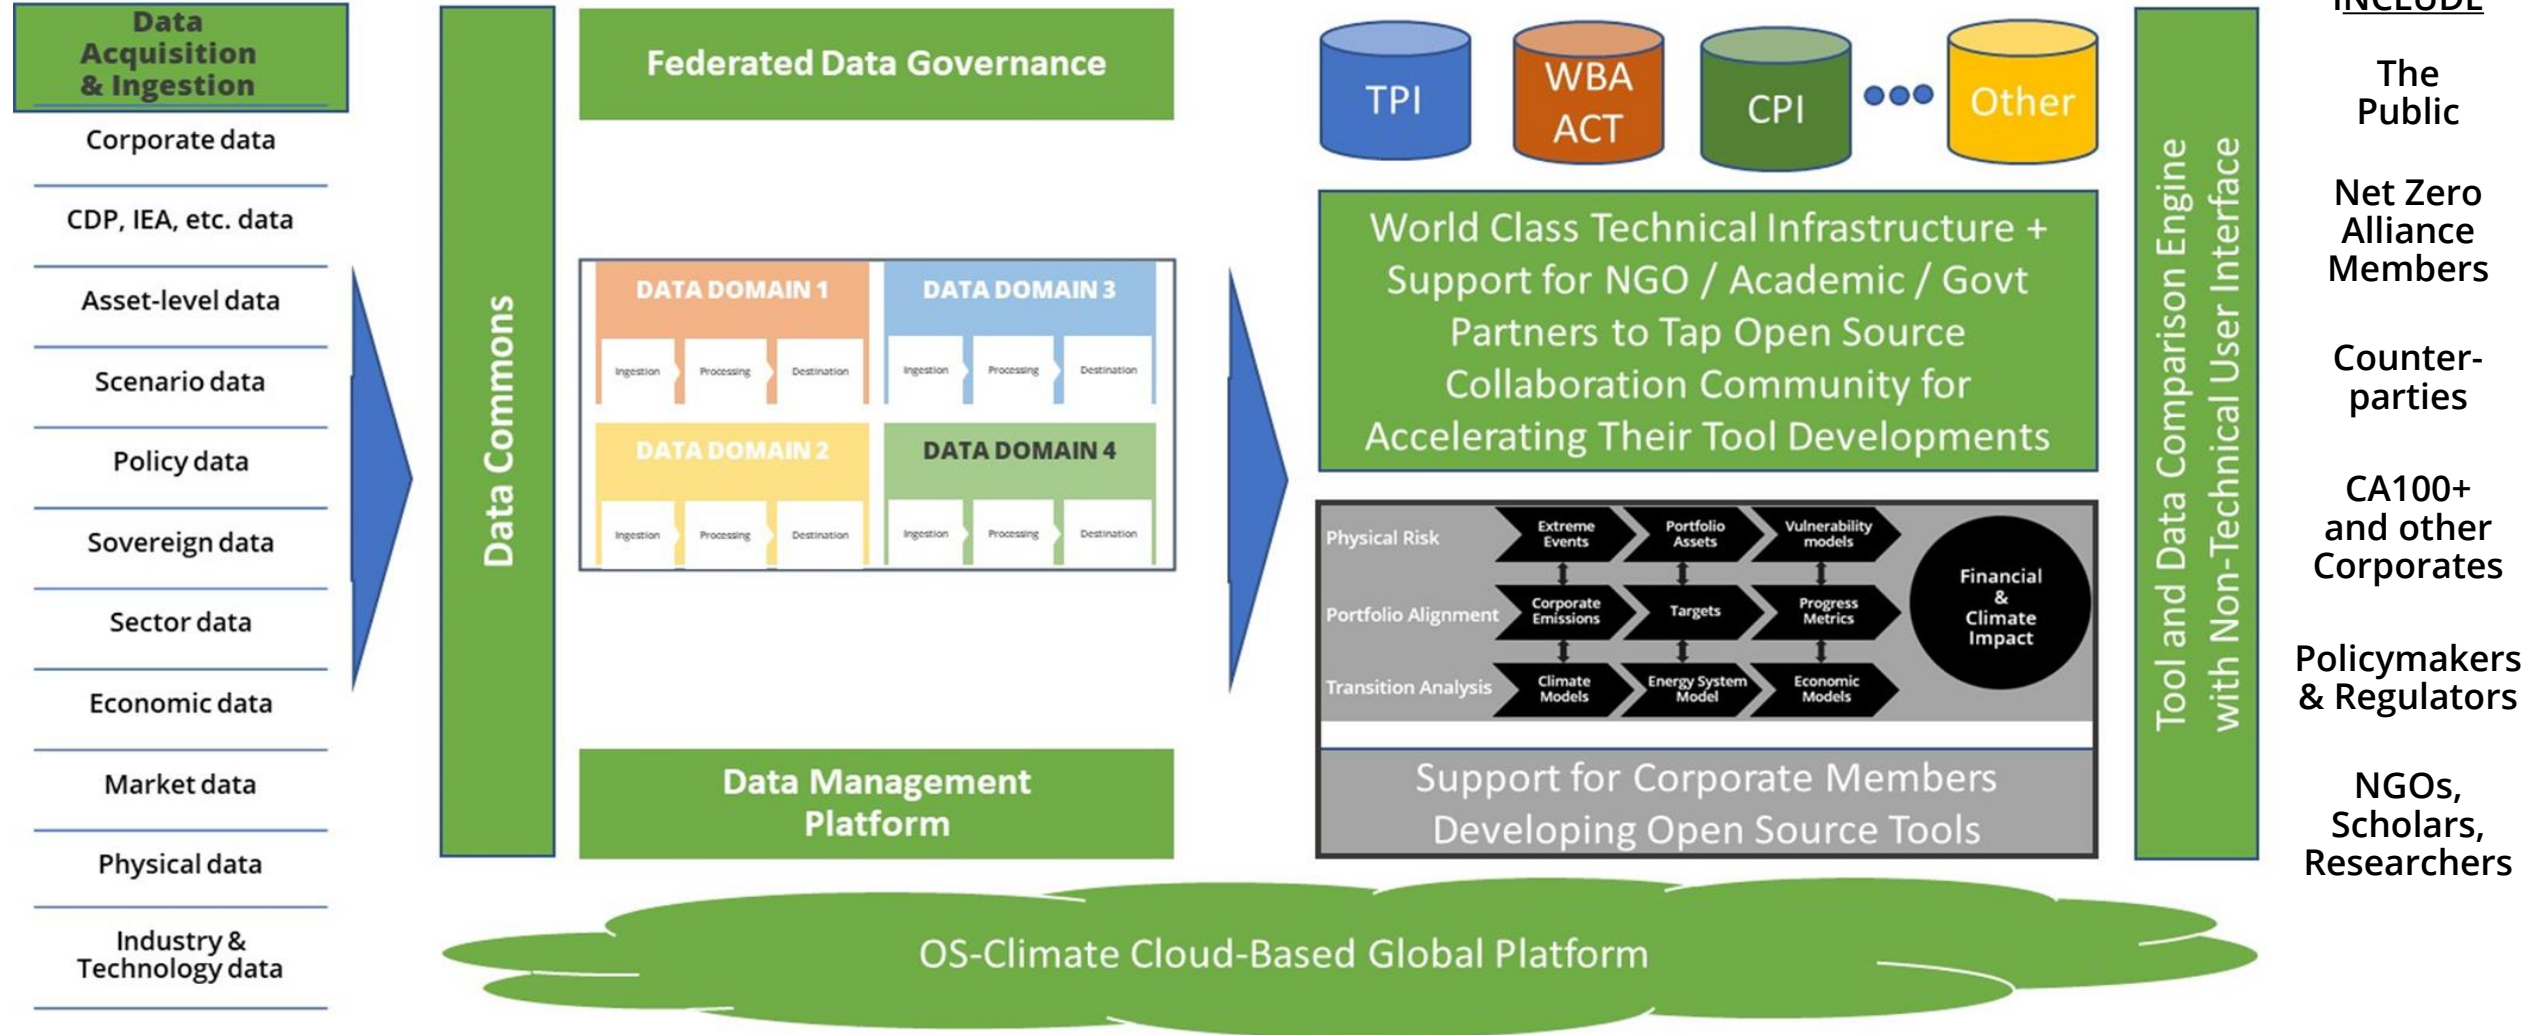 Data
Acquisition
& Ingestion
Corporate data
CDP, IEA, etc. data
Asset-level data
Scenario data
Policy data
Sovereign data
Sector data
Economic data
Market data
Physical data
Industry &
Technology data
Data Commons
Federated Data Governance
DATA DOMAIN 1
Ingestion
Processing
Destination
DATA DOMAIN 3
Ingestion
Processing
Destination
DATA DOMAIN 2
Ingestion
Processing
Destination
DATA DOMAIN 4
Ingestion
Processing
Destination
Data Management
Platform
TPI
WBA
ACT
CPI
Other
World Class Technical Infrastructure +
Support for NGO / Academic / Govt
Partners to Tap Open Source
Collaboration Community for
Accelerating Their Tool Developments
Physical Risk
Extreme
Events
Portfolio
Assets
Vulnerability
models
Portfolio Alignment
Corporate
Emissions
Targets
Progress
Metrics
Transition Analysis
Climate
Models
Energy System
Model
Economic
Models
Financial
&
Climate
Impact
Support for Corporate Members
Developing Open Source Tools
Tool and Data Comparison Engine
with Non-Technical User Interface
INCLUDE
The
Public
Net Zero
Alliance
Members
Counter-
parties
CA100+
and other
Corporates
Policymakers
& Regulators
NGOs,
Scholars,
Researchers
OS-Climate Cloud-Based Global Platform